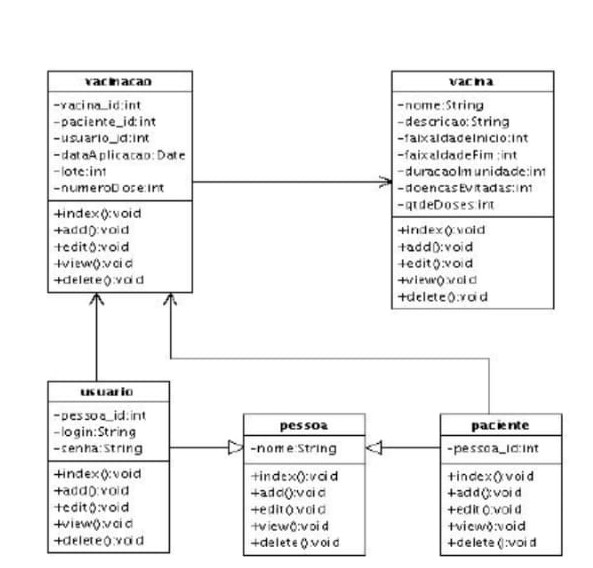 vacinacao
-vacina_id:int
-paciente_id:int
-usuario_id:int
-dataAplicacao:Date
-lote:int
-numeroDose:int
+index():void
+add():void
+edit():void
+view():void
+delete():void
vacina
-nome:String
-descricao:String
-faixaIdadeInicio:int
-faixaIdadeFim:int
-duracaoImunidade:int
-doencasEvitadas:int
-qtdeDoses:int
+index():void
+add():void
+edit():void
+view():void
+delete():void
usuario
-pessoa_id:int
-login:String
-senha:String
+index():void
+add():void
+edit():void
+view():void
+delete():void
pessoa
-nome:String
+index():void
+add():void
+edit():void
+view():void
+delete():void
paciente
-pessoa_id:int
+index():void
+add():void
+edit():void
+view():void
+delete():void